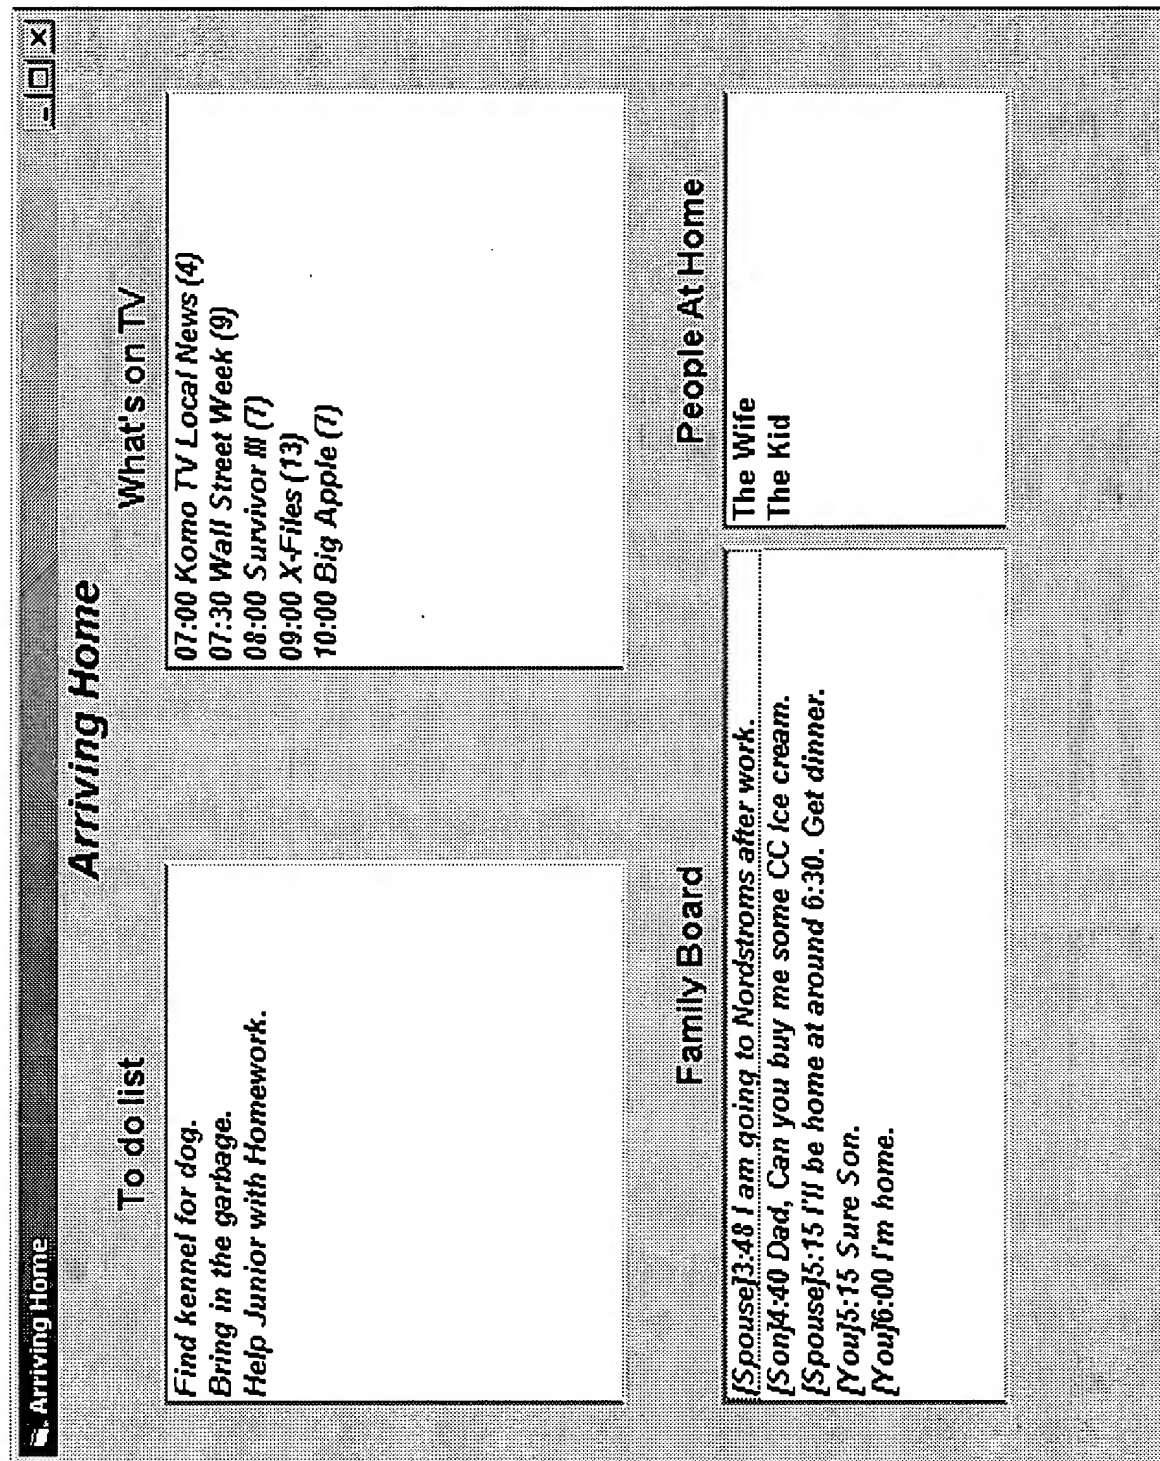 Arriving Home
Arriving Home
To do list
Find kennel for dog.
Bring in the garbage.
Help Junior with Homework.
What's on TV
07:00 Komo TV Local News (4)
07:30 Wall Street Week (9)
08:00 Survivor III (7)
09:00 X-Files (13)
10:00 Big Apple (7)
Family Board
[Spouse]3:48 I am going to Nordstroms after work.
[Son]4:40 Dad, Can you buy me some CC Ice cream.
[Spouse]5:15 I'll be home at around 6:30. Get dinner.
[You]5:15 Sure Son.
[You]6:00 I'm home.
People At Home
The Wife
The Kid